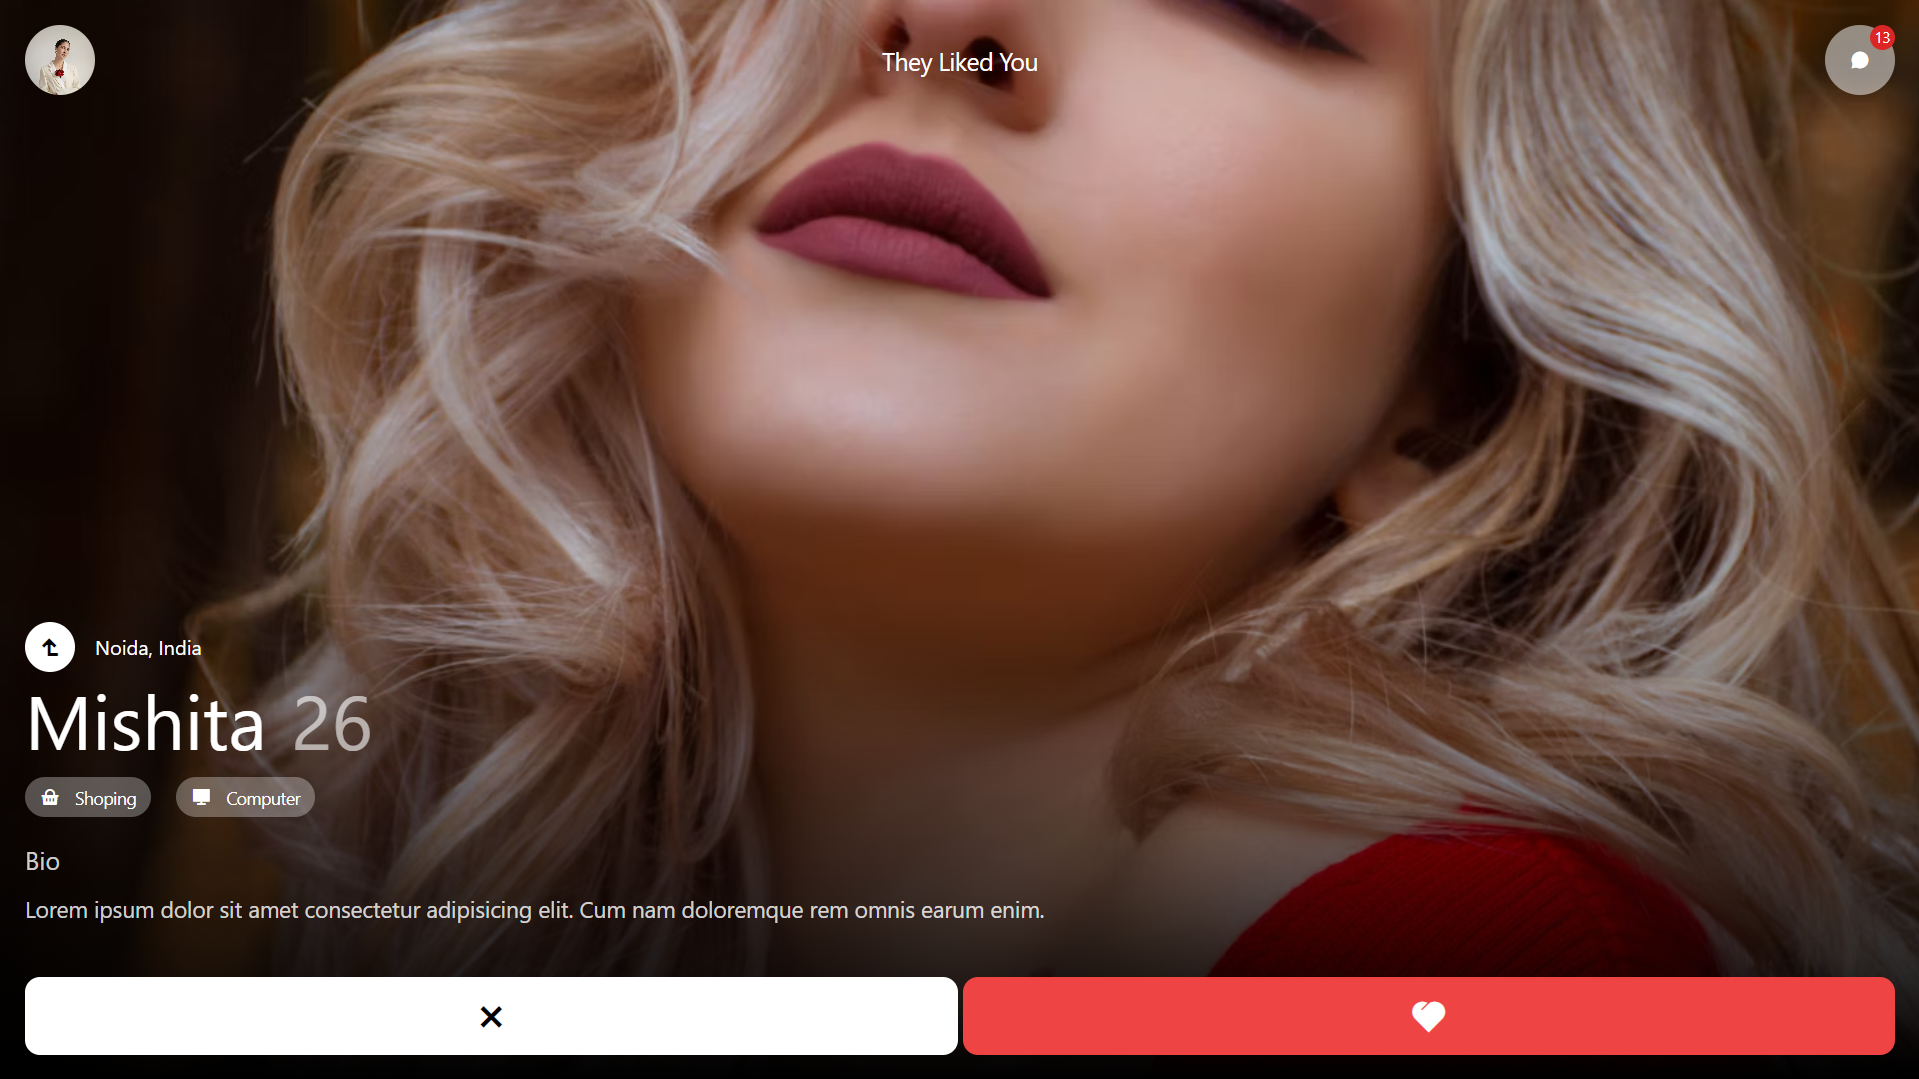 They Liked You
13
Noida, India
Mishita 26
Shoping
Computer
Bio
Lorem ipsum dolor sit amet consectetur adipisicing elit. Cum nam doloremque rem omnis earum enim.